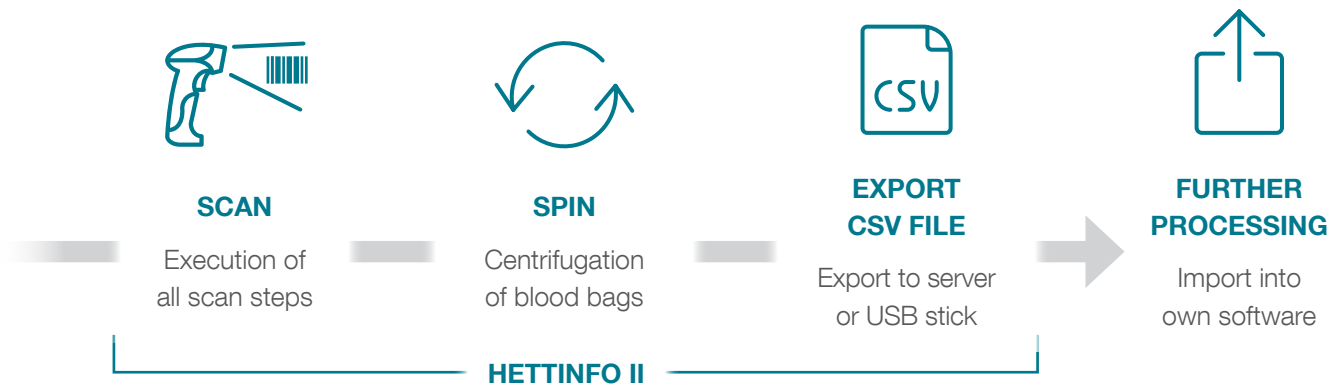 CSV
SCAN
Execution of
all scan steps
SPIN
Centrifugation
of blood bags
EXPORT
CSV FILE
Export to server
or USB stick
FURTHER
PROCESSING
Import into
own software
HETTINFO II